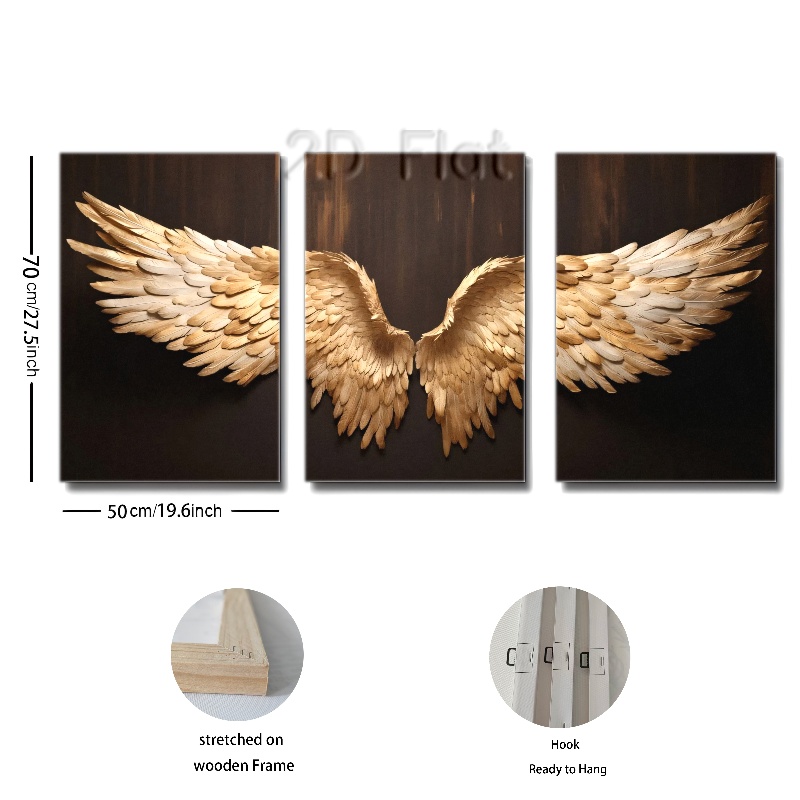 2D Flat
70 cm/27.5inch
50cm/19.6inch
stretched on
wooden Frame
Hook
Ready to Hang